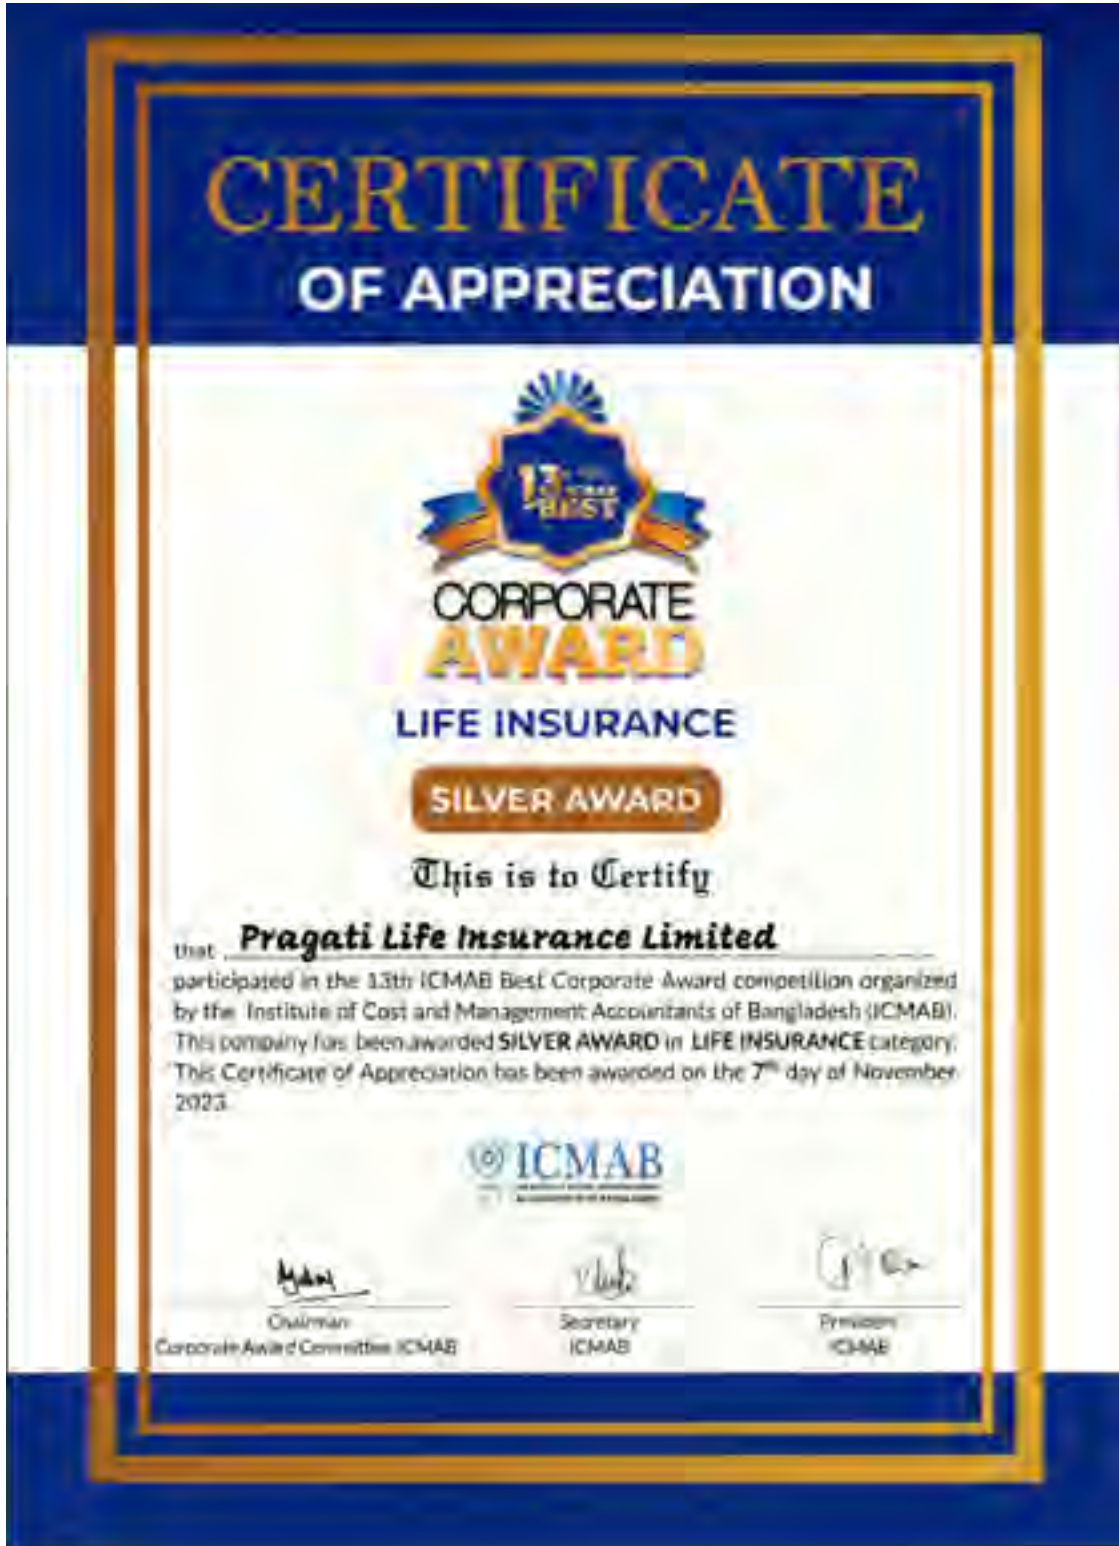 CERTIFICATE
OF APPRECIATION
13
ICMAB
BEST
CORPORATE
AWARD
LIFE INSURANCE
SILVER AWARD
This is to Certify
that Pragati Life Insurance Limited
participated in the 13th ICMAB Best Corporate Award competition organized
by the Institute of Cost and Management Accountants of Bangladesh (ICMAB).
This company has been awarded SILVER AWARD in LIFE INSURANCE category.
This Certificate of Appreciation has been awarded on the 7th day of November
2023.
ICMAB
Chairman
Corporate Award Committee, ICMAB
Secretary
ICMAB
President
ICMAB